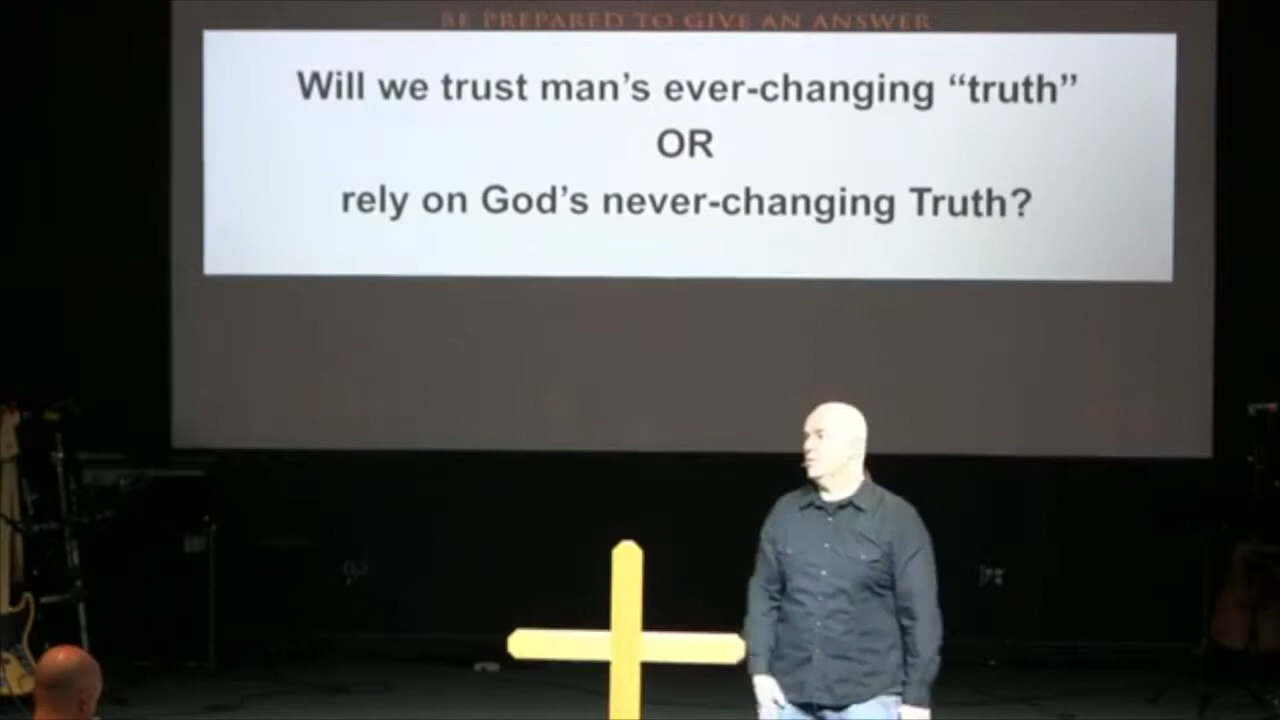 BE PREPARED TO GIVE AN ANSWER
Will we trust man’s ever-changing “truth”
OR
rely on God’s never-changing Truth?